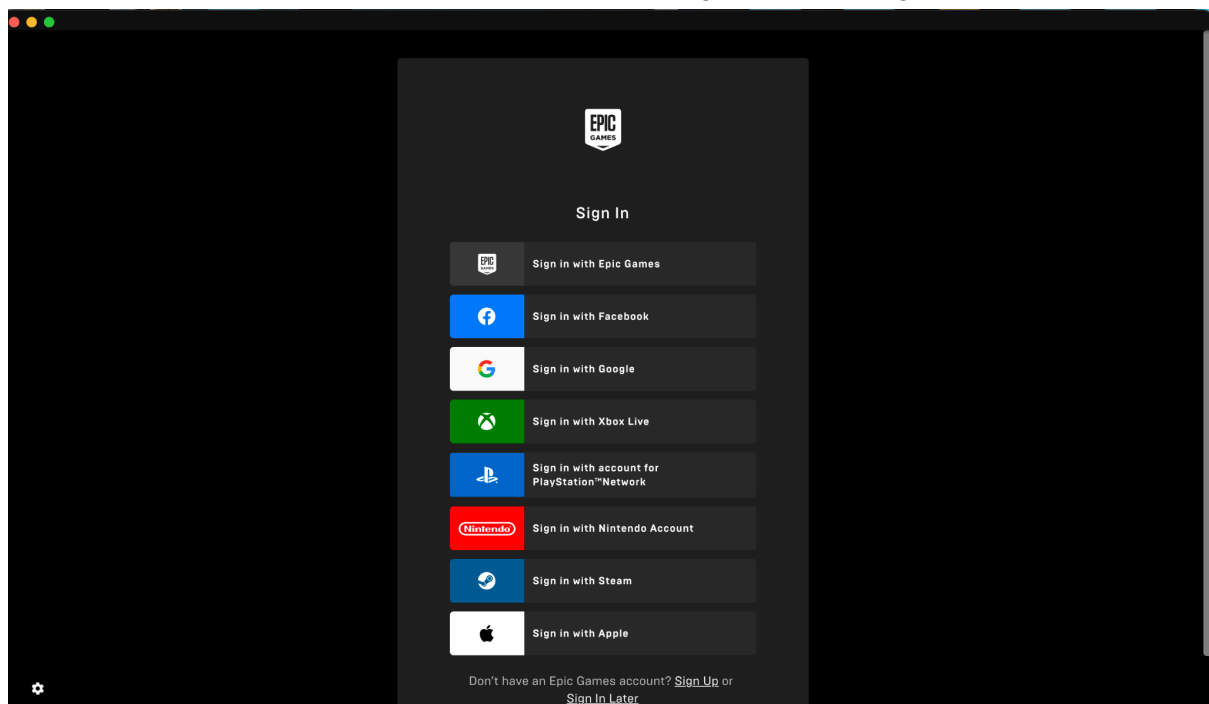 EPIC
GAMES
Sign In
EPIC
GAMES
Sign in with Epic Games
Sign in with Facebook
Sign in with Google
Sign in with Xbox Live
Sign in with account for
PlayStation™Network
Nintendo
Sign in with Nintendo Account
Sign in with Steam
Sign in with Apple
Don't have an Epic Games account? Sign Up or
Sign In Later